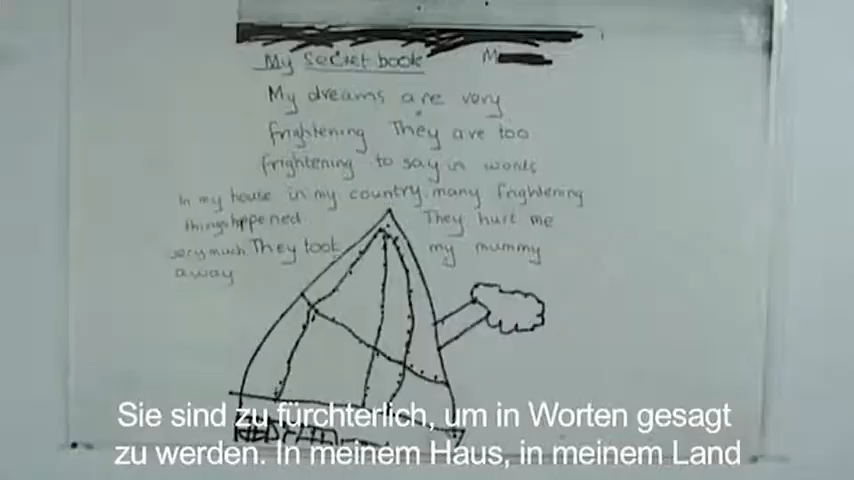 My secret book
M
My dreams are very
frightening They are too
frightening to say in words
In my house in my country many frightening
things happened They hurt me
very much They took my mummy
away
Sie sind zu fürchterlich, um in Worten gesagt
zu werden. In meinem Haus, in meinem Land